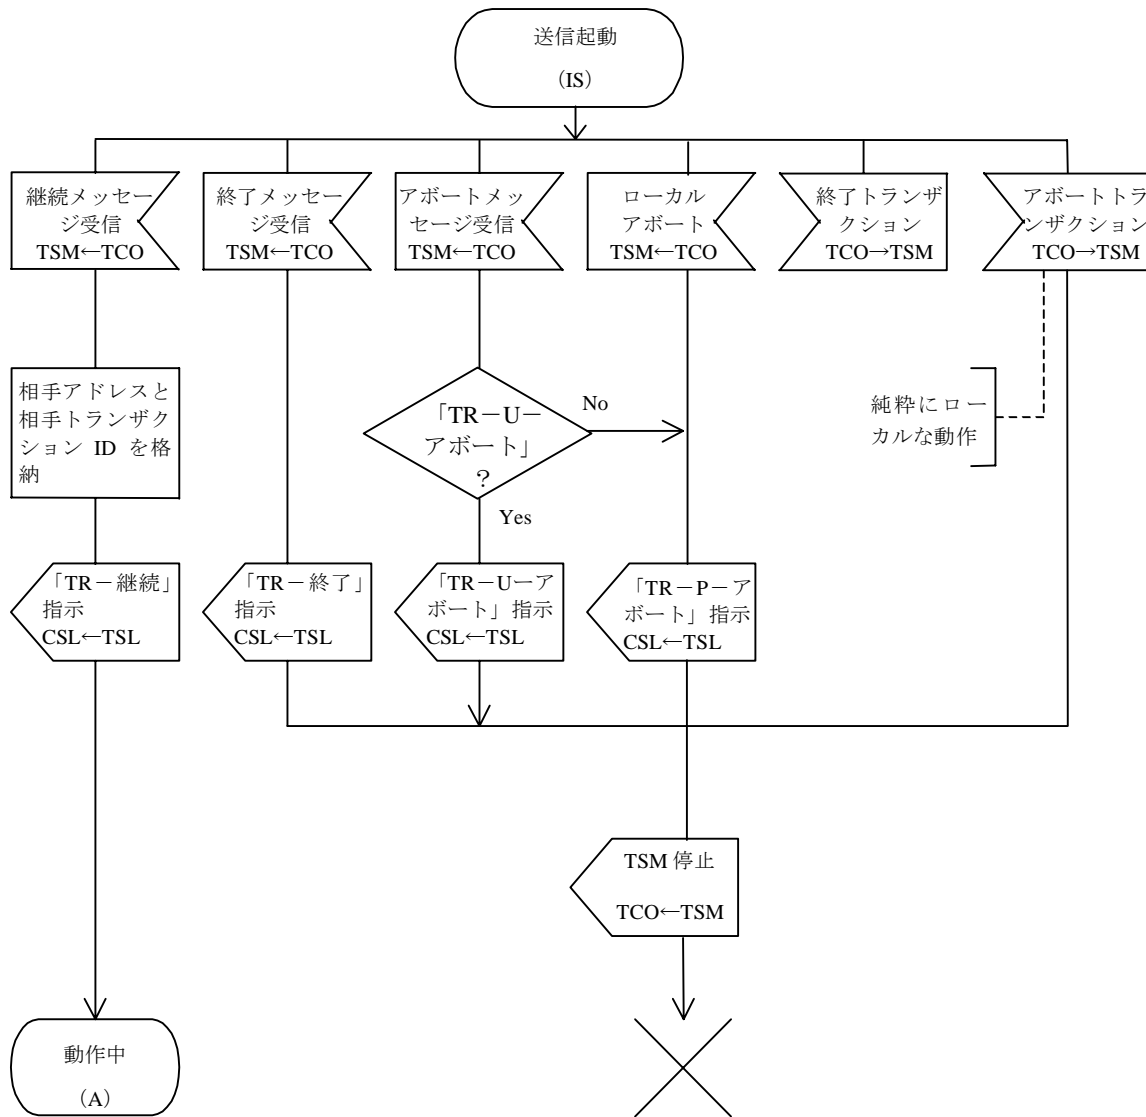 送信起動
（IS）
継続メッセー
ジ受信
TSM←TCO
終了メッセー
ジ受信
TSM←TCO
アボートメッ
セージ受信
TSM←TCO
ローカル
アボート
TSM←TCO
終了トランザ
クション
TCO→TSM
アボートトラ
ンザクション
TCO→TSM
相手アドレスと
相手トランザク
ション ID を格
納
「TR－U－
アボート」
？
No
Yes
純粋にロー
カルな動作
「TR－継続」
指示
CSL←TSL
「TR－終了」
指示
CSL←TSL
「TR－Uーア
ボート」指示
CSL←TSL
「TR－P－ア
ボート」指示
CSL←TSL
TSM 停止
TCO←TSM
動作中
（A）